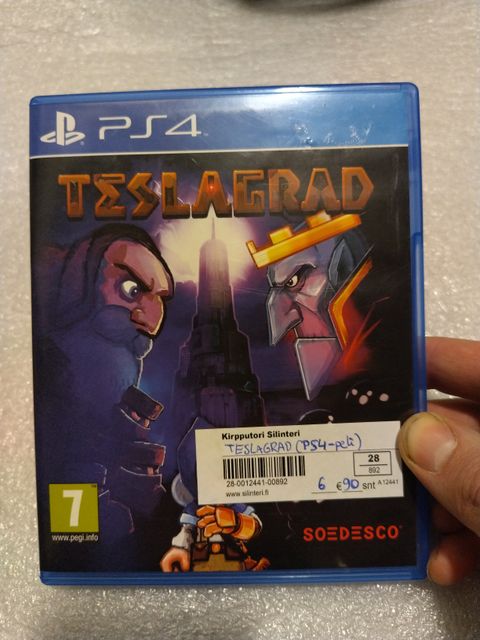 PS4
TESLAGRAD
Kirpputori Silinteri
TESLAGRAD (PS4-peli)
28
892
28-0012441-00892
www.silinteri.fi
6 €90 snt
A12441
7
www.pegi.info
SOEDESCO